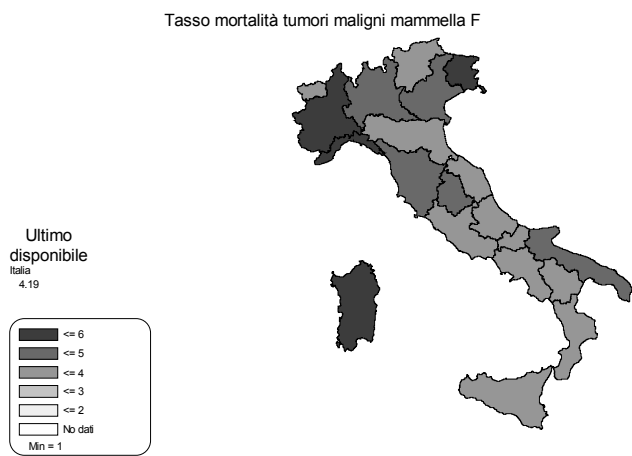 Tasso mortalità tumori maligni mammella F
Ultimo
disponibile
Italia
4.19
<= 6
<= 5
<= 4
<= 3
<= 2
No dati
Min = 1